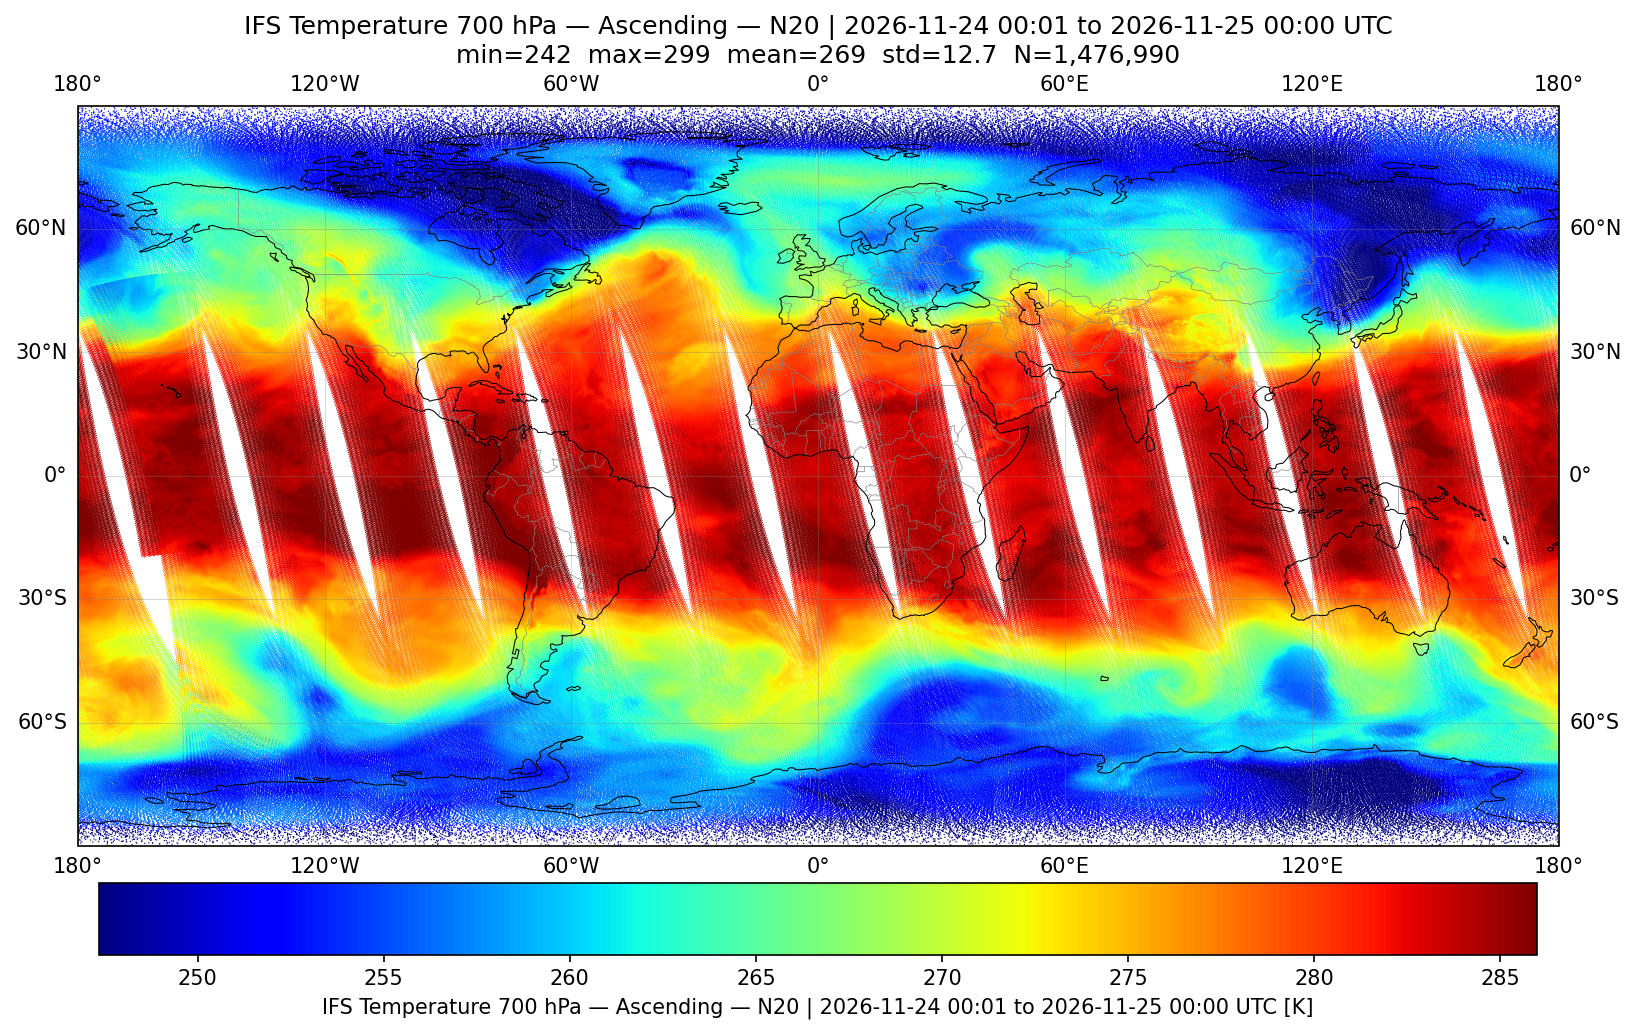 IFS Temperature 700 hPa — Ascending — N20 | 2026-11-24 00:01 to 2026-11-25 00:00 UTC
min=242 max=299 mean=269 std=12.7 N=1,476,990
180° 120°W 60°W 0° 60°E 120°E 180°
60°N 60°N
30°N 30°N
0° 0°
30°S 30°S
60°S 60°S
180° 120°W 60°W 0° 60°E 120°E 180°
250 255 260 265 270 275 280 285
IFS Temperature 700 hPa — Ascending — N20 | 2026-11-24 00:01 to 2026-11-25 00:00 UTC [K]